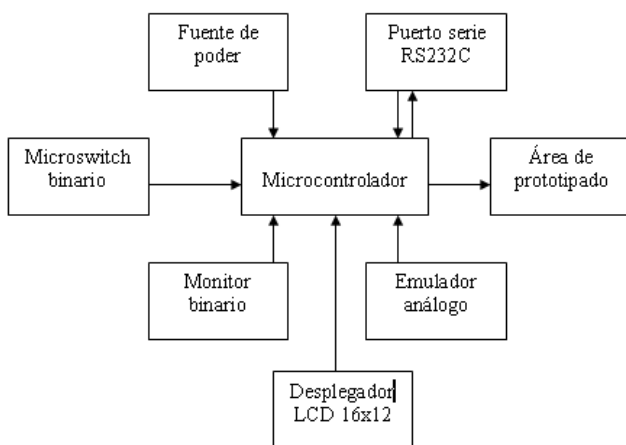 Fuente de
poder
Puerto serie
RS232C
Microswitch
binario
Microcontrolador
Área de
prototipado
Monitor
binario
Emulador
análogo
Desplegador
LCD 16x12